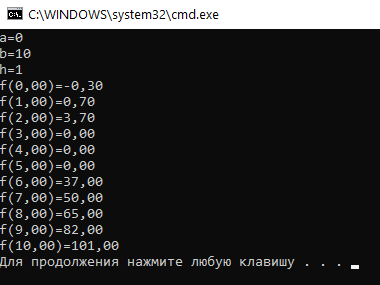 C:\WINDOWS\system32\cmd.exe
a=0
b=10
h=1
f(0,00)=-0,30
f(1,00)=0,70
f(2,00)=3,70
f(3,00)=0,00
f(4,00)=0,00
f(5,00)=0,00
f(6,00)=37,00
f(7,00)=50,00
f(8,00)=65,00
f(9,00)=82,00
f(10,00)=101,00
Для продолжения нажмите любую клавишу . . .